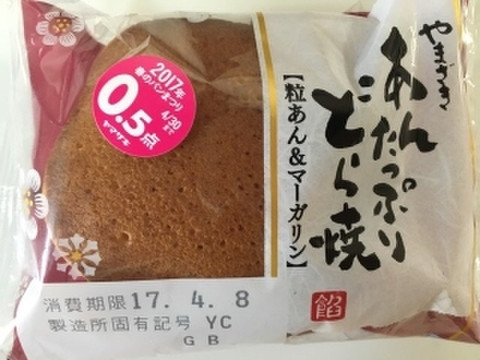 やまざき
あんたっぷり
どら焼
【粒あん&マーガリン】
餡
2017年
春のパンまつり
4/30まで
0.5点
ヤマザキ
消費期限17. 4. 8
製造所固有記号 YC
GB